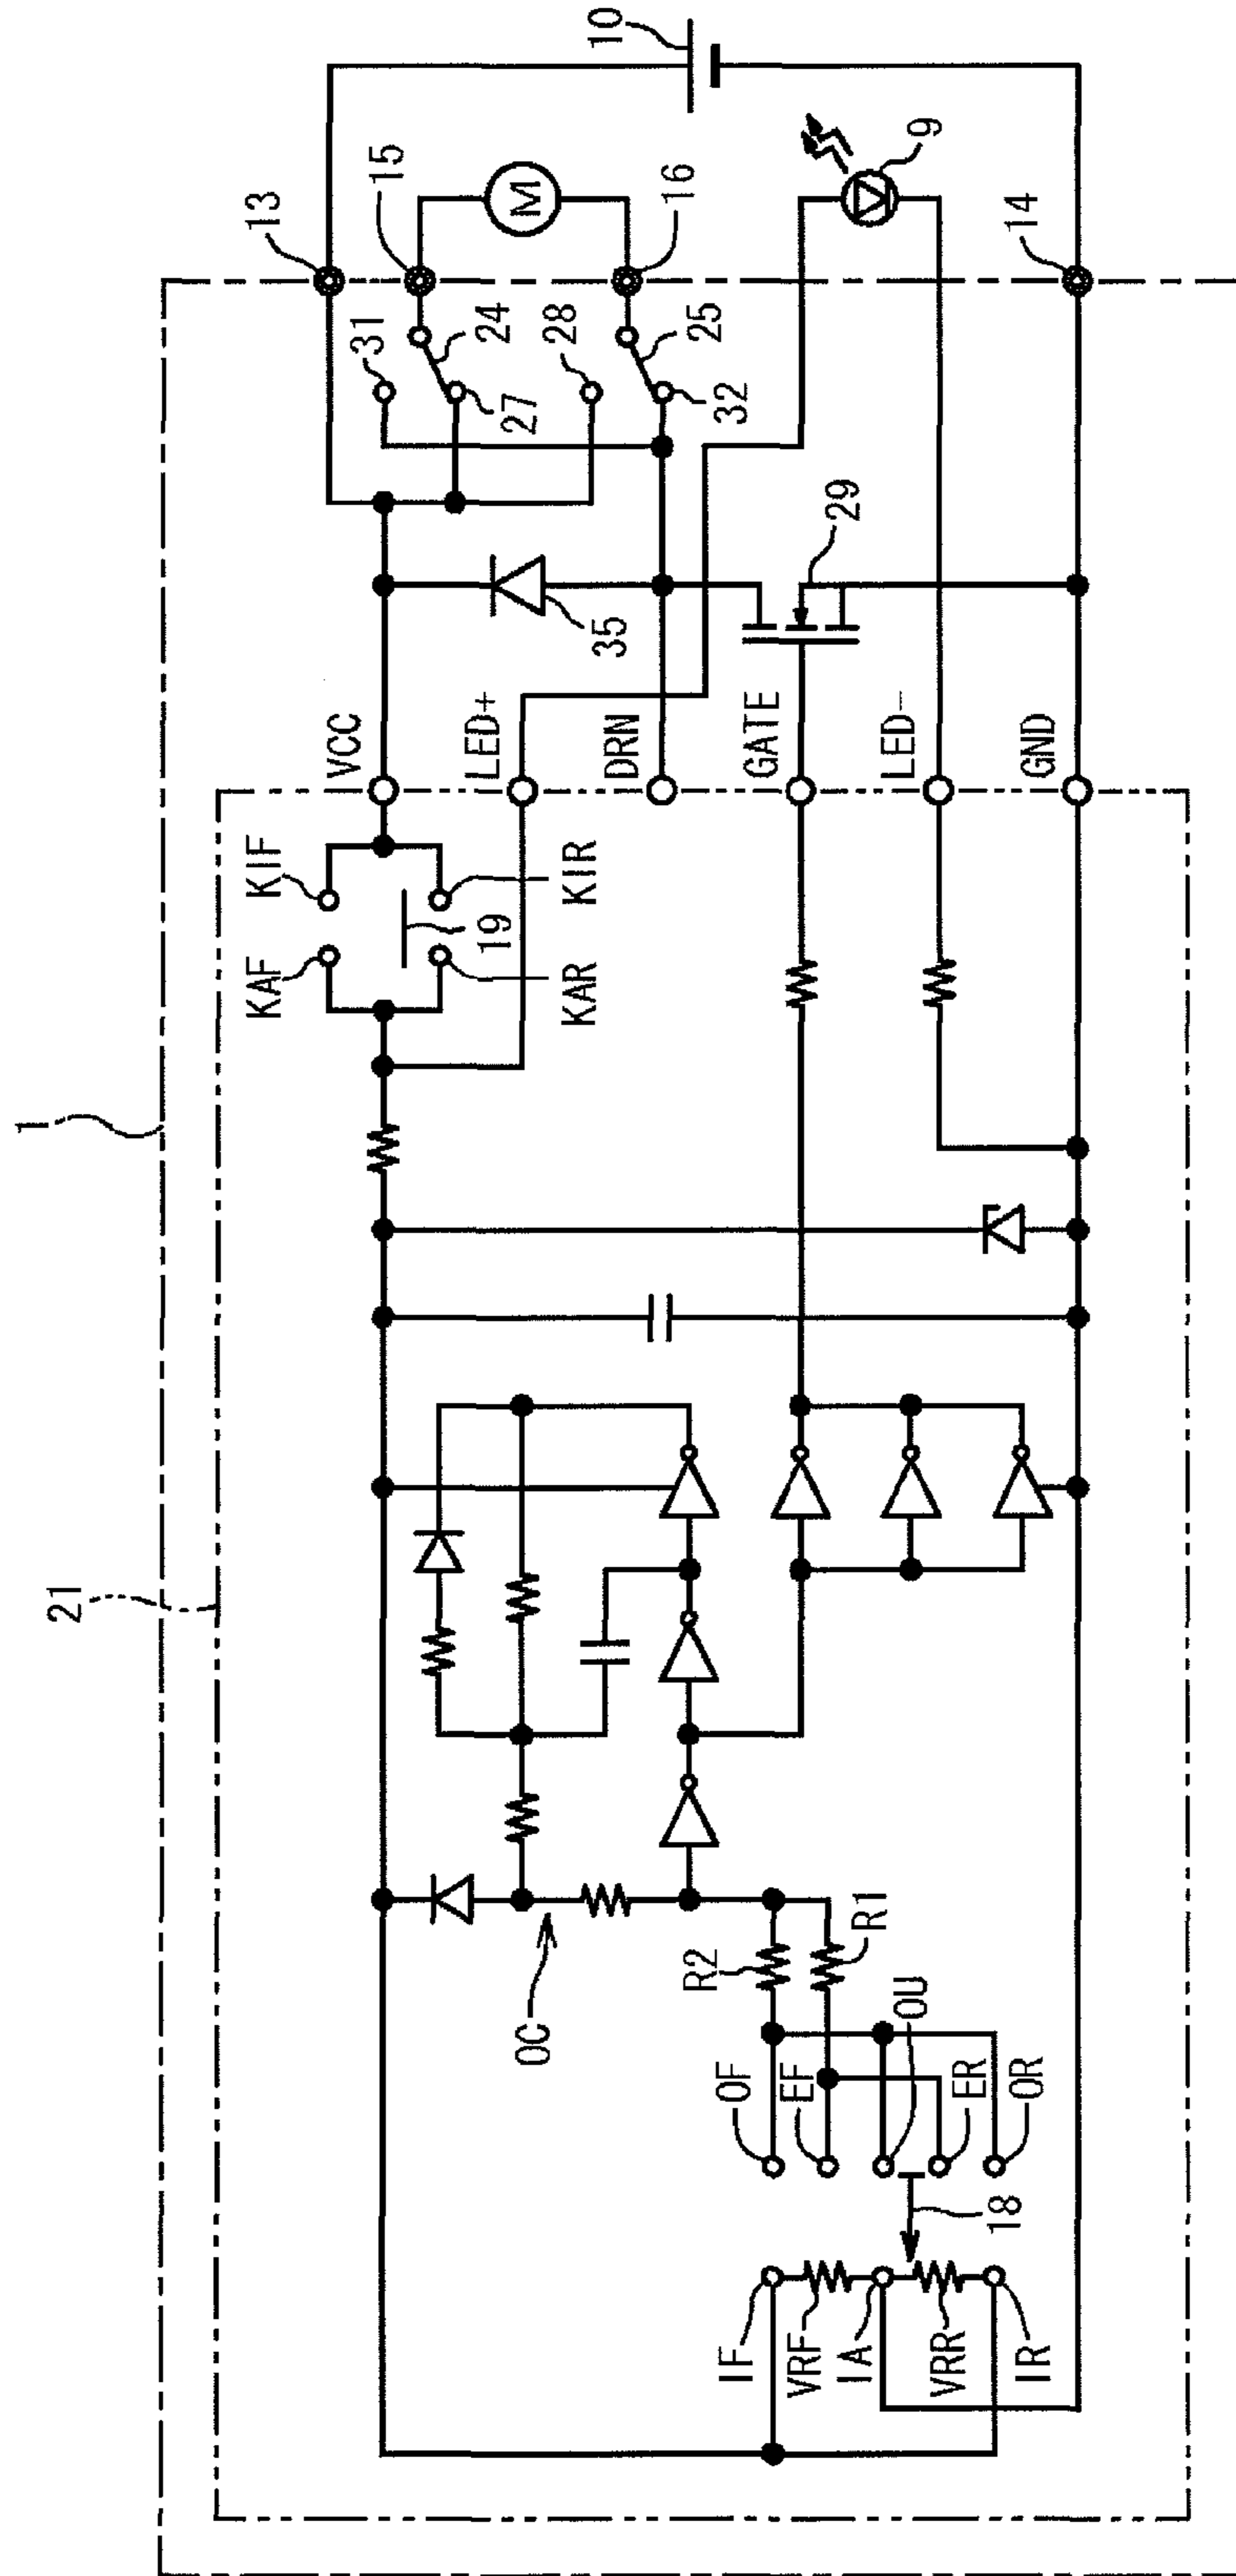 1
21
10
13
15
M
16
9
14
31
24
27
28
25
32
29
35
VCC
LED+
DRN
GATE
LED-
GND
KIF
KAF
19
KIR
KAR
OC
R2
R1
OF
EF
OU
ER
OR
18
IF
VRF
IA
VRR
IR